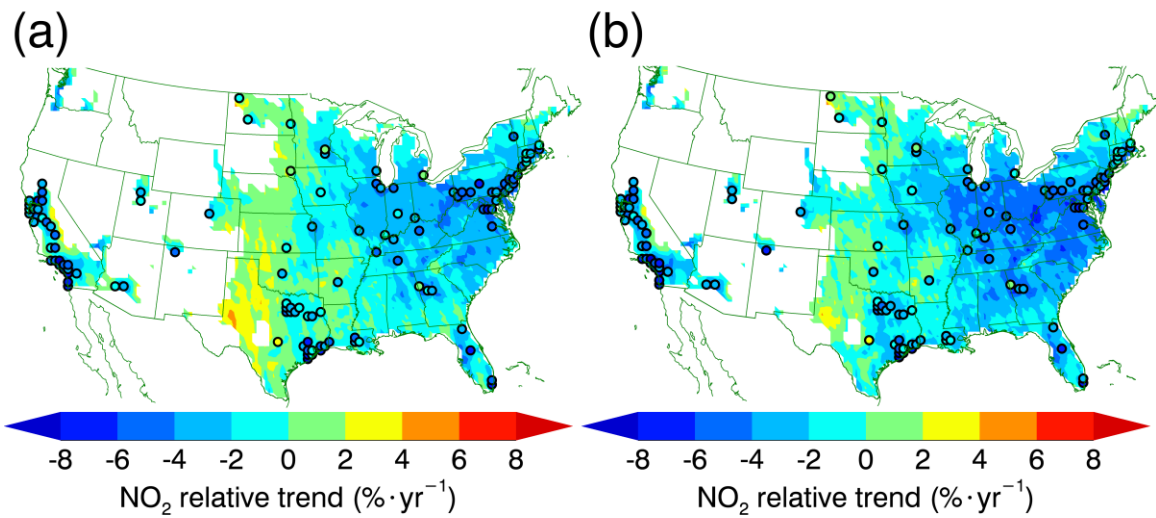 (a)
(b)
-8 -6 -4 -2 0 2 4 6 8
NO₂ relative trend (%·yr⁻¹)
-8 -6 -4 -2 0 2 4 6 8
NO₂ relative trend (%·yr⁻¹)